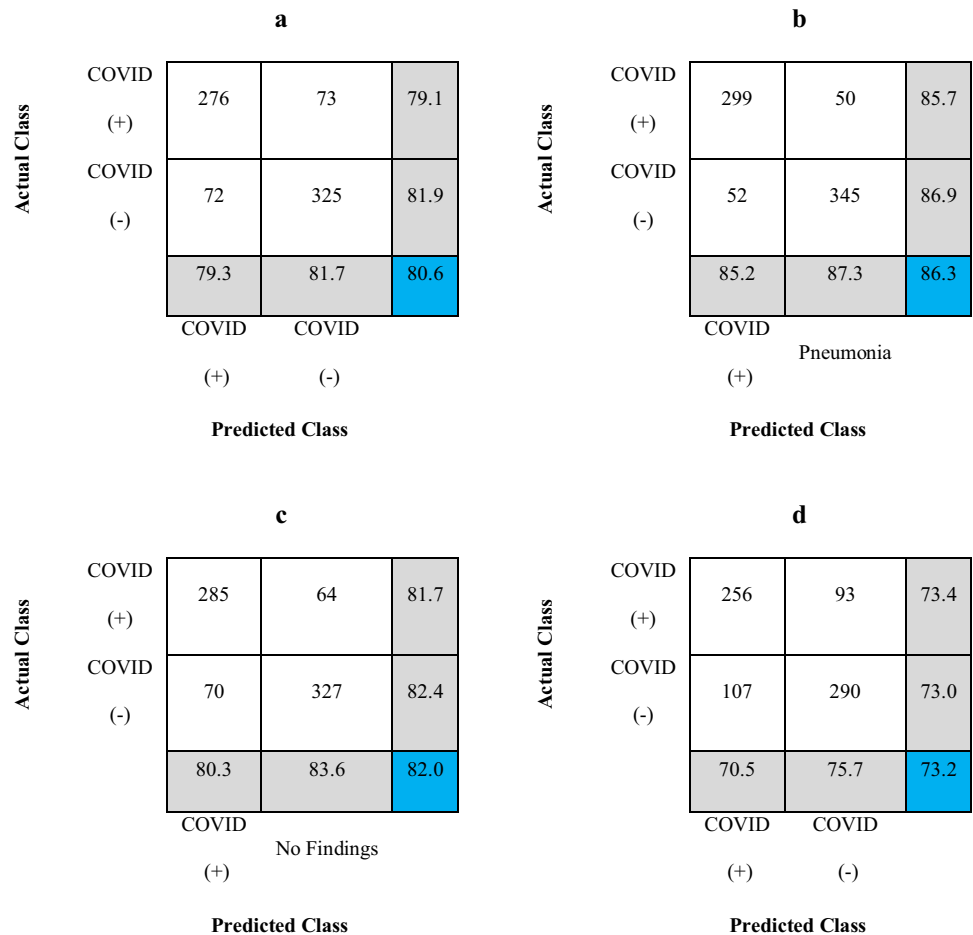 a
COVID
(+)
276 73 79.1
COVID
(-)
72 325 81.9
79.3 81.7 80.6
COVID COVID
(+) (-)
Actual Class
Predicted Class
b
COVID
(+)
299 50 85.7
COVID
(-)
52 345 86.9
85.2 87.3 86.3
COVID
(+)
Pneumonia
Actual Class
Predicted Class
c
COVID
(+)
285 64 81.7
COVID
(-)
70 327 82.4
80.3 83.6 82.0
COVID
(+)
No Findings
Actual Class
Predicted Class
d
COVID
(+)
256 93 73.4
COVID
(-)
107 290 73.0
70.5 75.7 73.2
COVID COVID
(+) (-)
Actual Class
Predicted Class